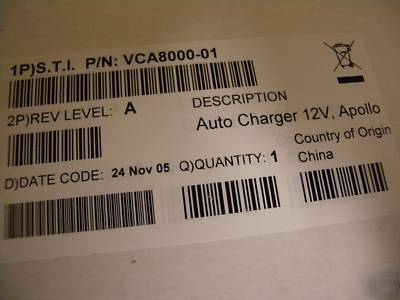 1P)S.T.I. P/N: VCA8000-01
2P)REV LEVEL: A
DESCRIPTION
Auto Charger 12V, Apollo
Country of Origin
China
D)DATE CODE: 24 Nov 05 Q)QUANTITY: 1